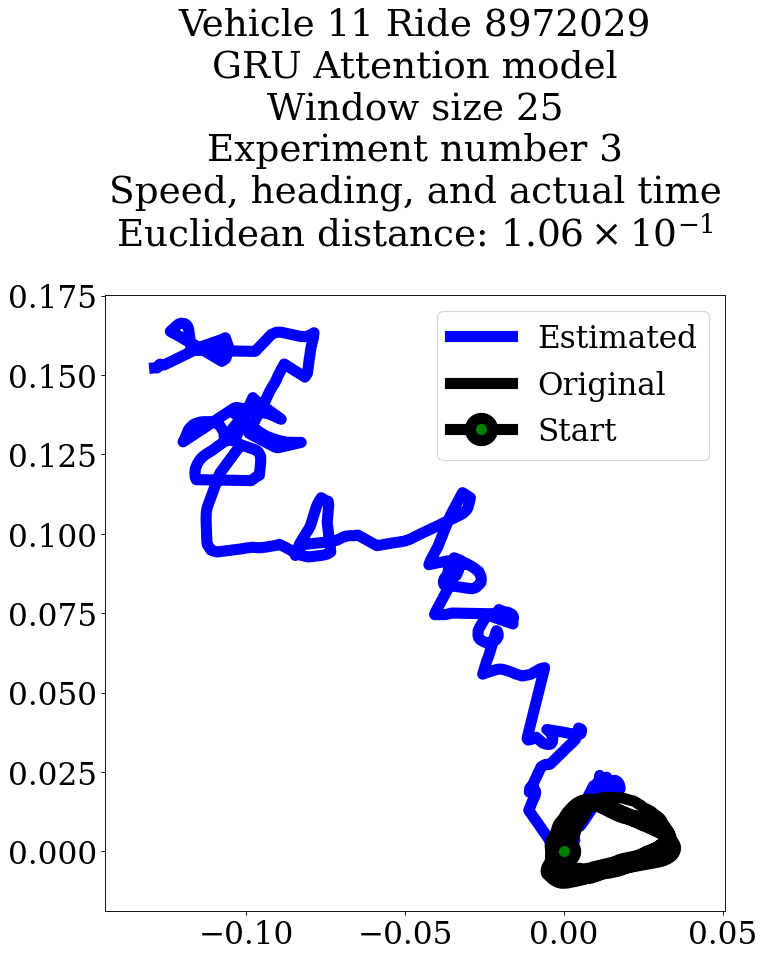 Vehicle 11 Ride 8972029
GRU Attention model
Window size 25
Experiment number 3
Speed, heading, and actual time
Euclidean distance: 1.06 × 10⁻¹
Estimated
Original
Start
0.175
0.150
0.125
0.100
0.075
0.050
0.025
0.000
−0.10 −0.05 0.00 0.05